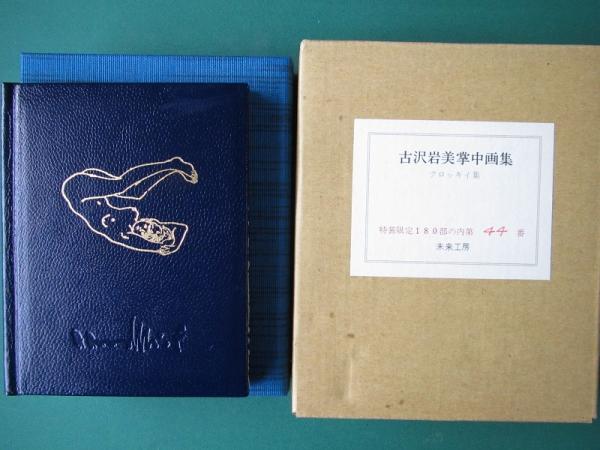 古沢岩美掌中画集
クロッキイ集
特装限定180部の内第 44 番
未来工房